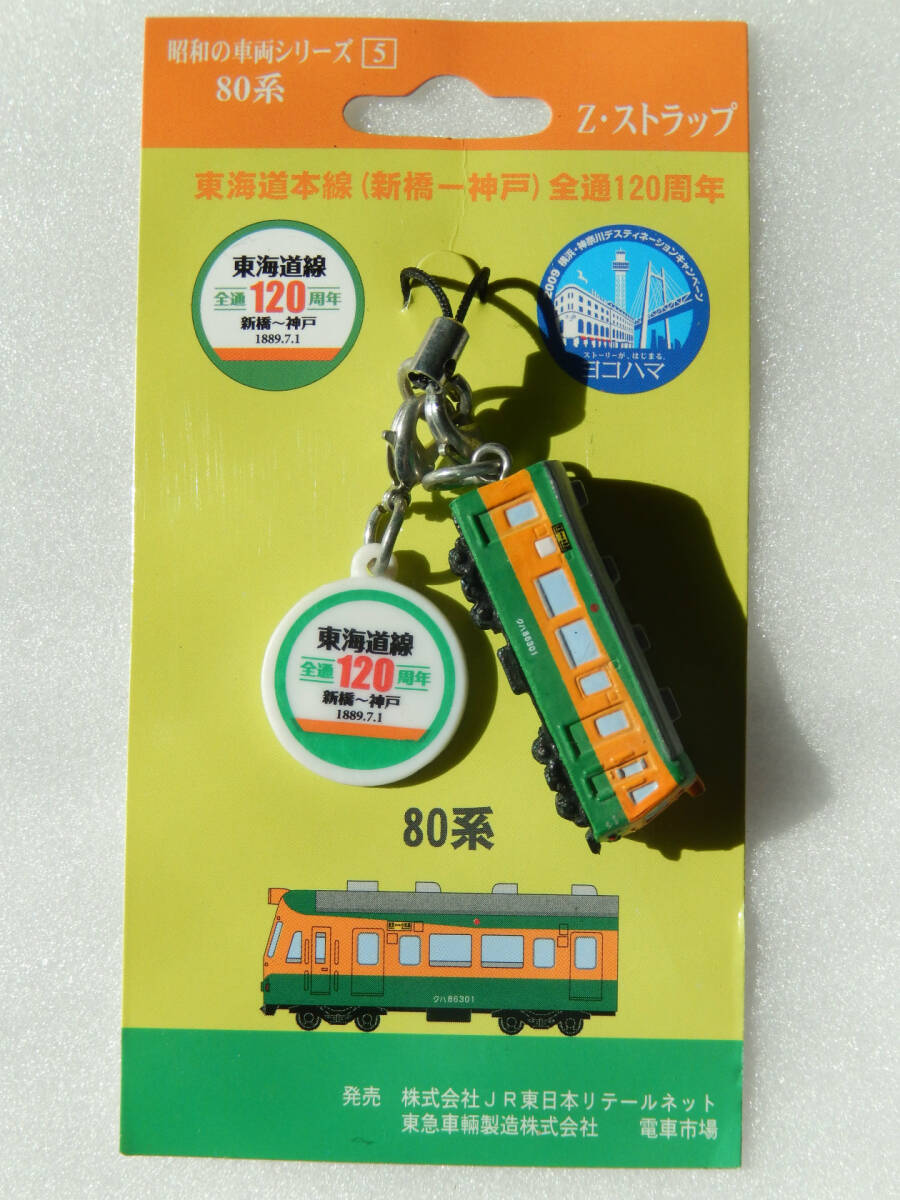 昭和の車両シリーズ 5
80系
Z・ストラップ
東海道本線(新橋ー神戸)全通120周年
東海道線
全通120周年
新橋～神戸
1889.7.1
2009 横浜・神奈川デスティネーションキャンペーン
ストーリーが、はじまる。
ヨコハマ
クハ86301
東海道線
全通120周年
新橋～神戸
1889.7.1
80系
クハ86301
発売 株式会社JR東日本リテールネット
東急車輛製造株式会社 電車市場